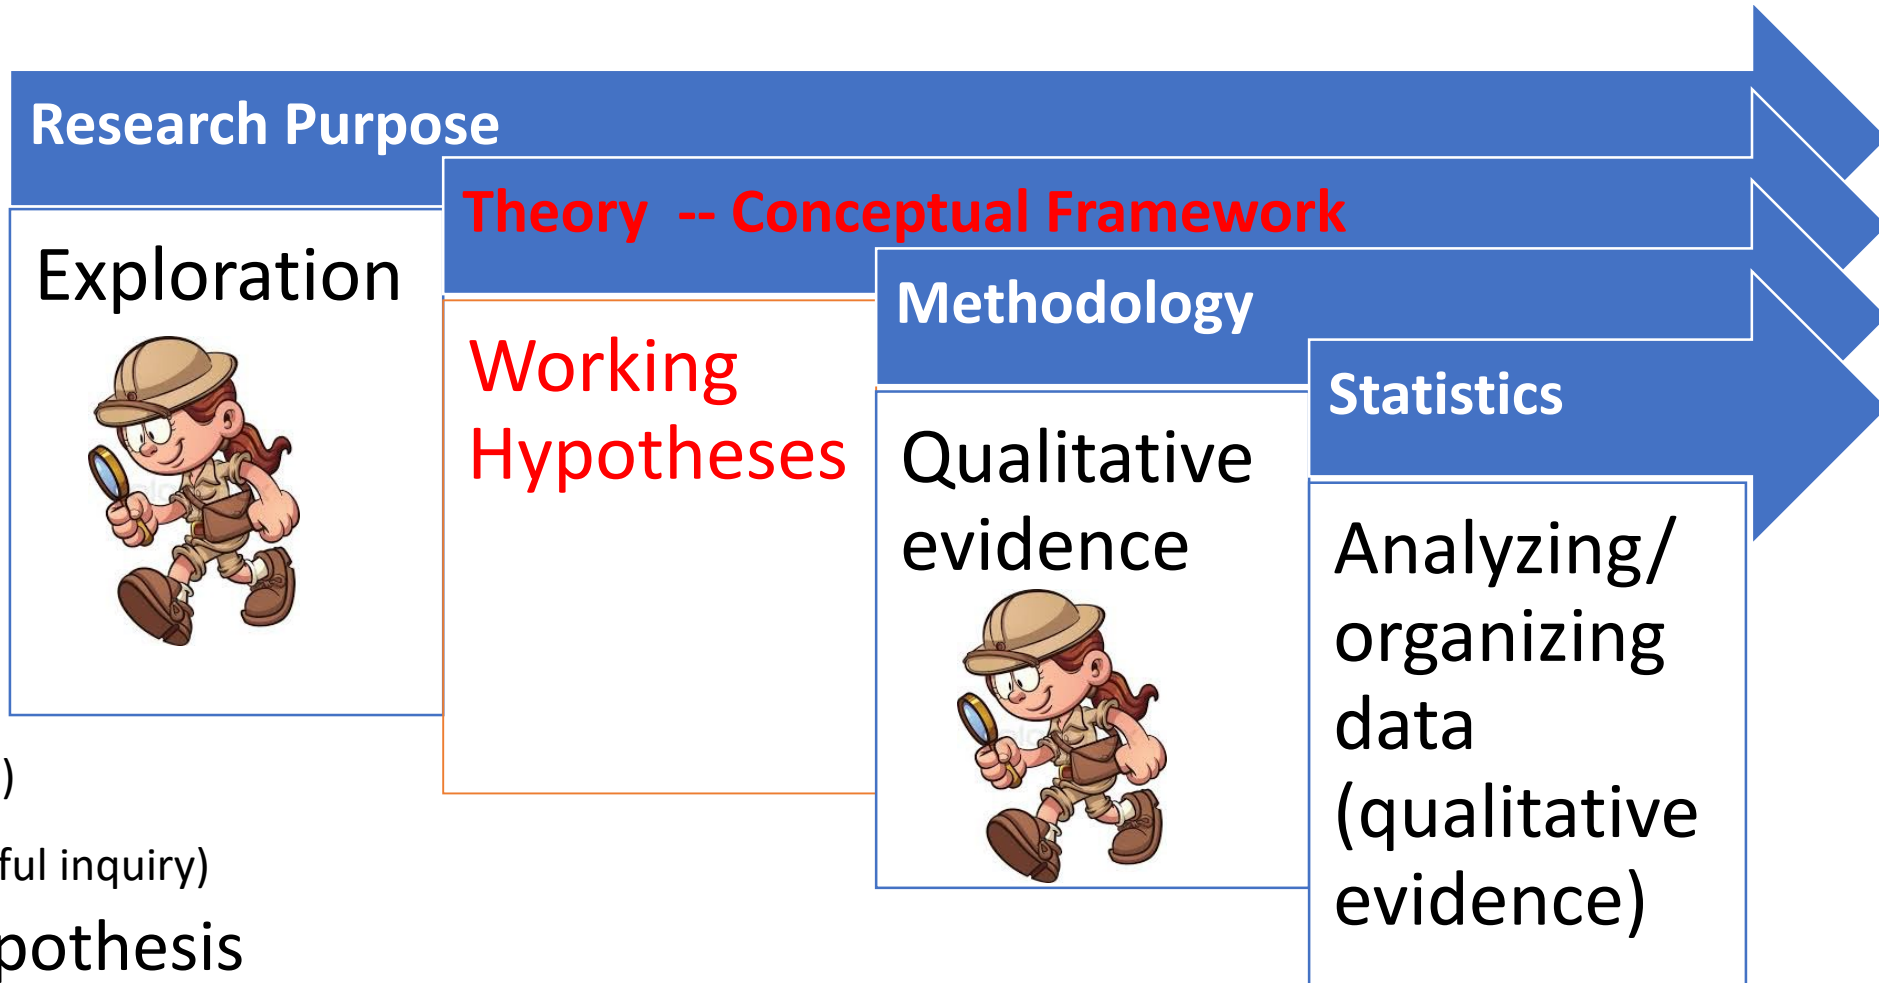 Research Purpose
Theory -- Conceptual Framework
Exploration
Methodology
Working
Hypotheses
Statistics
Qualitative
evidence
Analyzing/
organizing
data
(qualitative
evidence)
)
ful inquiry)
pothesis